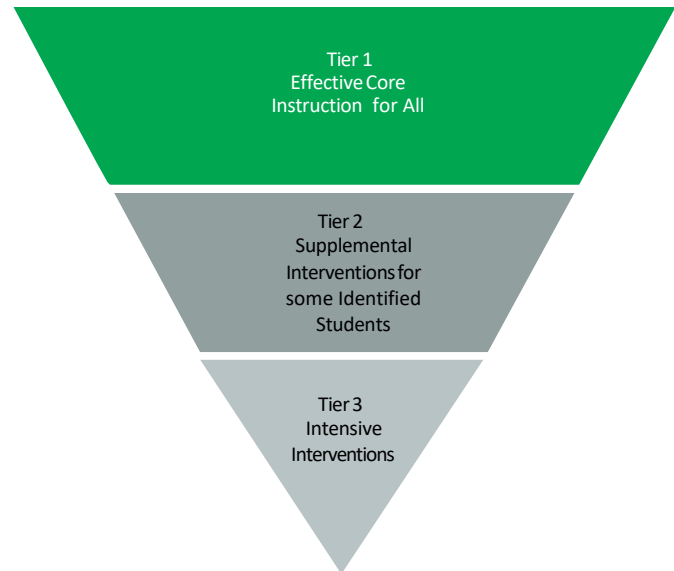 Tier 1
Effective Core
Instruction for All
Tier 2
Supplemental
Interventions for
some Identified
Students
Tier 3
Intensive
Interventions